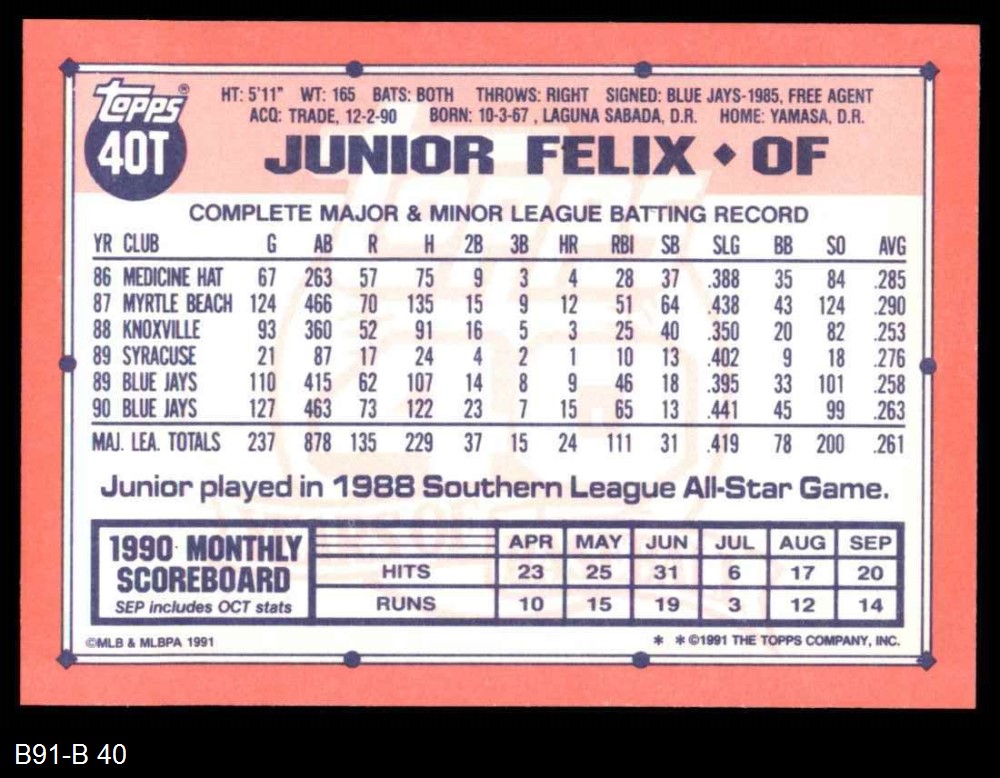 Topps®
40T
HT: 5'11" WT: 165 BATS: BOTH THROWS: RIGHT SIGNED: BLUE JAYS-1985, FREE AGENT
ACQ: TRADE, 12-2-90 BORN: 10-3-67 , LAGUNA SABADA, D.R. HOME: YAMASA, D.R.
JUNIOR FELIX ◆ OF
COMPLETE MAJOR & MINOR LEAGUE BATTING RECORD
YR CLUB G AB R H 2B 3B HR RBI SB SLG BB SO AVG
86 MEDICINE HAT 67 263 57 75 9 3 4 28 37 .388 35 84 .285
87 MYRTLE BEACH 124 466 70 135 15 9 12 51 64 .438 43 124 .290
88 KNOXVILLE 93 360 52 91 16 5 3 25 40 .350 20 82 .253
89 SYRACUSE 21 87 17 24 4 2 1 10 13 .402 9 18 .276
89 BLUE JAYS 110 415 62 107 14 8 9 46 18 .395 33 101 .258
90 BLUE JAYS 127 463 73 122 23 7 15 65 13 .441 45 99 .263
MAJ. LEA. TOTALS 237 878 135 229 37 15 24 111 31 .419 78 200 .261
Junior played in 1988 Southern League All-Star Game.
1990 MONTHLY
SCOREBOARD
SEP includes OCT stats
APR MAY JUN JUL AUG SEP
HITS 23 25 31 6 17 20
RUNS 10 15 19 3 12 14
©MLB & MLBPA 1991
* * ©1991 THE TOPPS COMPANY, INC.
B91-B 40